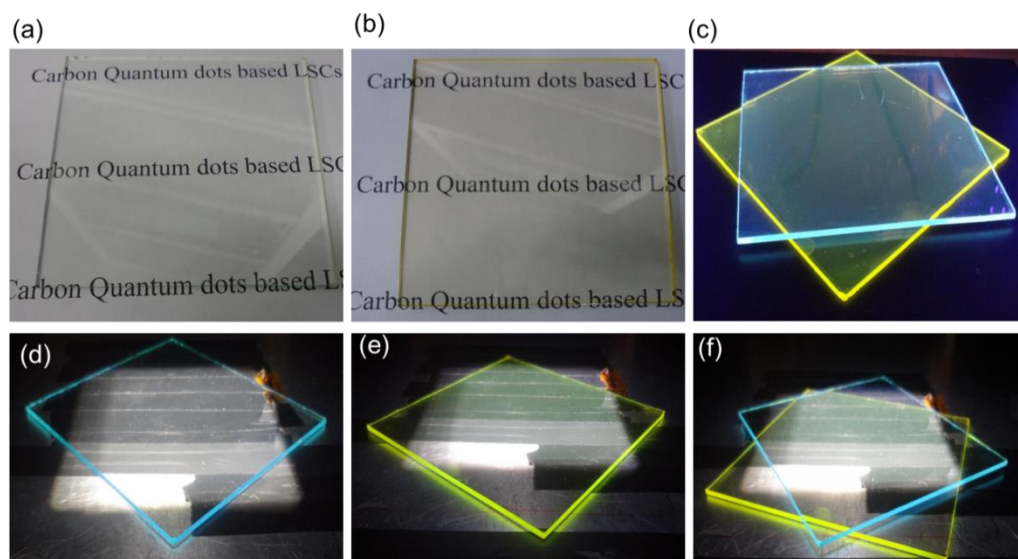 (a)
Carbon Quantum dots based LSCs
Carbon Quantum dots based LSC
Carbon Quantum dots based LS
(b)
Carbon Quantum dots based LSC
Carbon Quantum dots based LSC
Carbon Quantum dots based LS
(c)
(d)
(e)
(f)